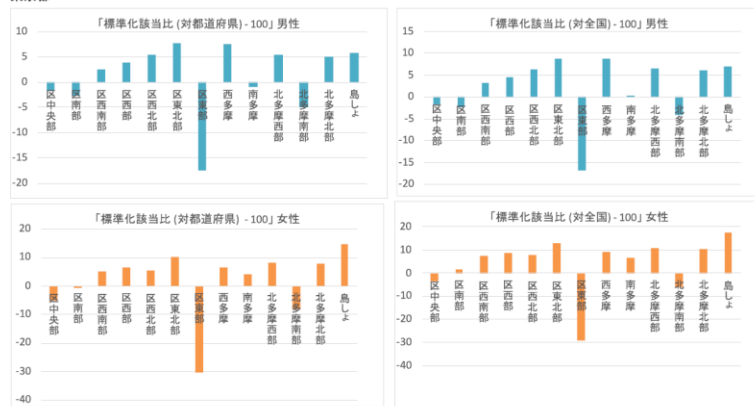 「標準化該当比 (対都道府県) - 100」 男性
10
5
0
-5
-10
-15
-20
区中央部
区南部
区西南部
区西部
区西北部
区東北部
区東部
西多摩
南多摩
北多摩西部
北多摩南部
北多摩北部
島しょ
「標準化該当比 (対全国) - 100」 男性
15
10
5
0
-5
-10
-15
-20
区中央部
区南部
区西南部
区西部
区西北部
区東北部
区東部
西多摩
南多摩
北多摩西部
北多摩南部
北多摩北部
島しょ
「標準化該当比 (対都道府県) - 100」 女性
20
10
0
-10
-20
-30
-40
区中央部
区南部
区西南部
区西部
区西北部
区東北部
区東部
西多摩
南多摩
北多摩西部
北多摩南部
北多摩北部
島しょ
「標準化該当比 (対全国) - 100」 女性
20
10
0
-10
-20
-30
-40
区中央部
区南部
区西南部
区西部
区西北部
区東北部
区東部
西多摩
南多摩
北多摩西部
北多摩南部
北多摩北部
島しょ